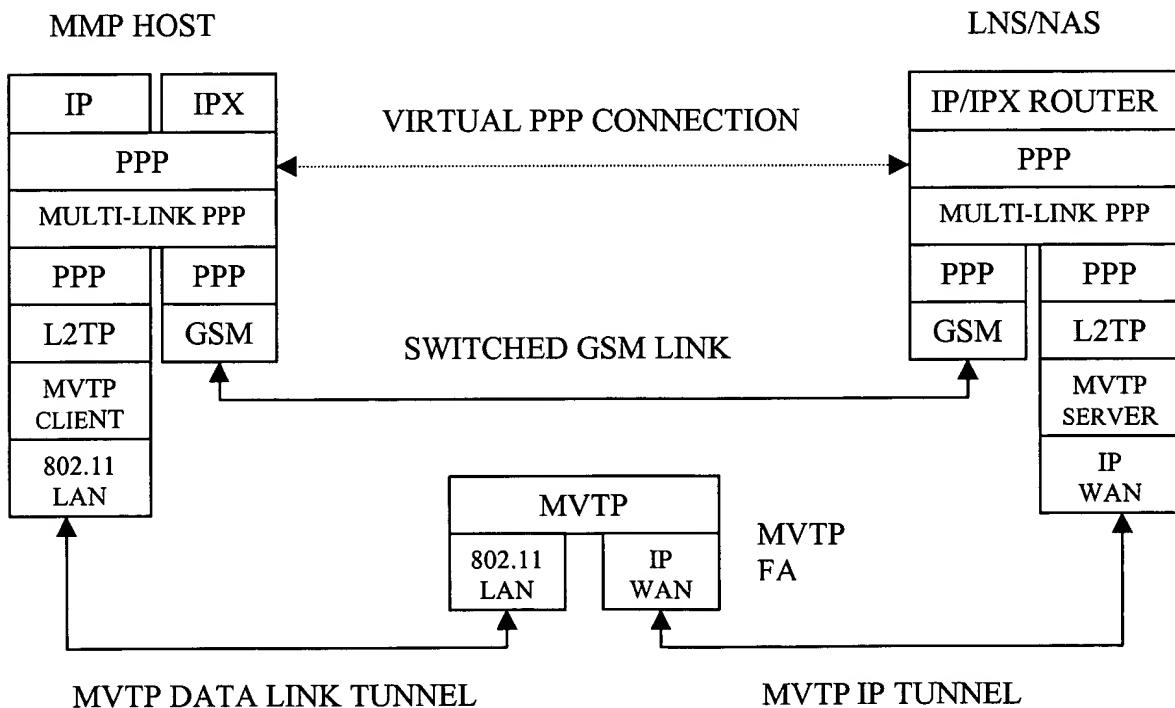 MMP HOST
LNS/NAS
IP
IPX
VIRTUAL PPP CONNECTION
IP/IPX ROUTER
PPP
PPP
MULTI-LINK PPP
MULTI-LINK PPP
PPP
PPP
PPP
PPP
L2TP
GSM
SWITCHED GSM LINK
GSM
L2TP
MVTP
CLIENT
MVTP
SERVER
802.11
LAN
IP
WAN
MVTP
802.11
LAN
IP
WAN
MVTP
FA
MVTP DATA LINK TUNNEL
MVTP IP TUNNEL